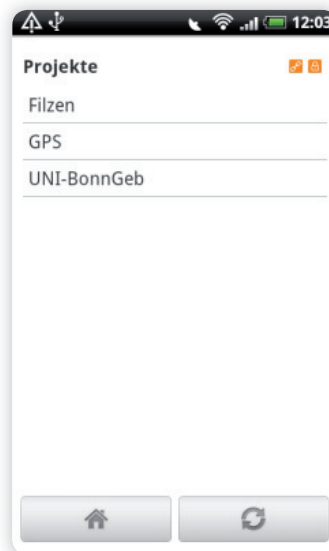 12:03
Projekte
Filzen
GPS
UNI-BonnGeb